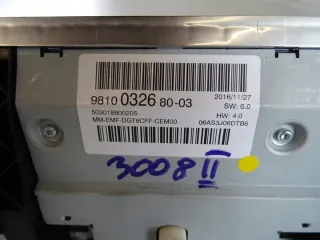 9810 0326 80-03
2016/11/27
SW: 6.0
503018800205
HW: 4.0
MM-EMF-DGT8CFF-CEM00
06AS3J06DTB6
3008 II